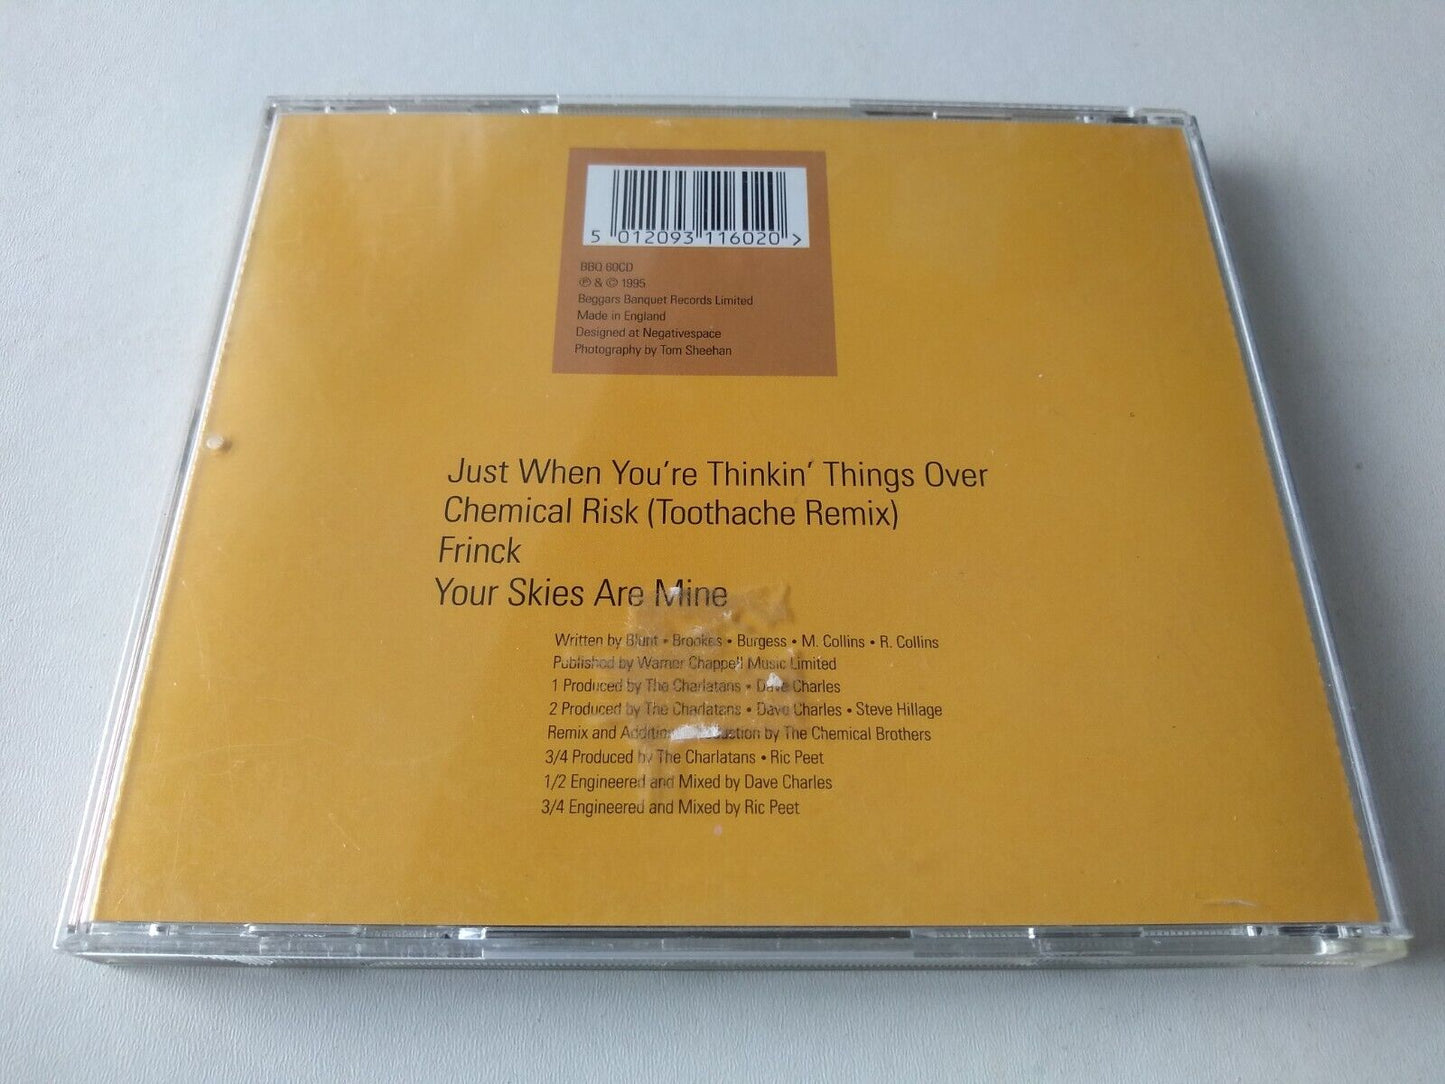 5 012093 116020 >
BBQ 60CD
℗ & © 1995
Beggars Banquet Records Limited
Made in England
Designed at Negativespace
Photography by Tom Sheehan
Just When You're Thinkin' Things Over
Chemical Risk (Toothache Remix)
Frinck
Your Skies Are Mine
Written by Blunt • Brookes • Burgess • M. Collins • R. Collins
Published by Warner Chappell Music Limited
1 Produced by The Charlatans • Dave Charles
2 Produced by The Charlatans • Dave Charles • Steve Hillage
Remix and Additional Production by The Chemical Brothers
3/4 Produced by The Charlatans • Ric Peet
1/2 Engineered and Mixed by Dave Charles
3/4 Engineered and Mixed by Ric Peet